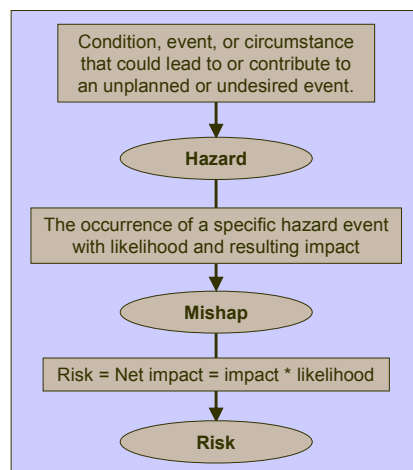 Condition, event, or circumstance
that could lead to or contribute to
an unplanned or undesired event.
Hazard
The occurrence of a specific hazard event
with likelihood and resulting impact
Mishap
Risk = Net impact = impact * likelihood
Risk